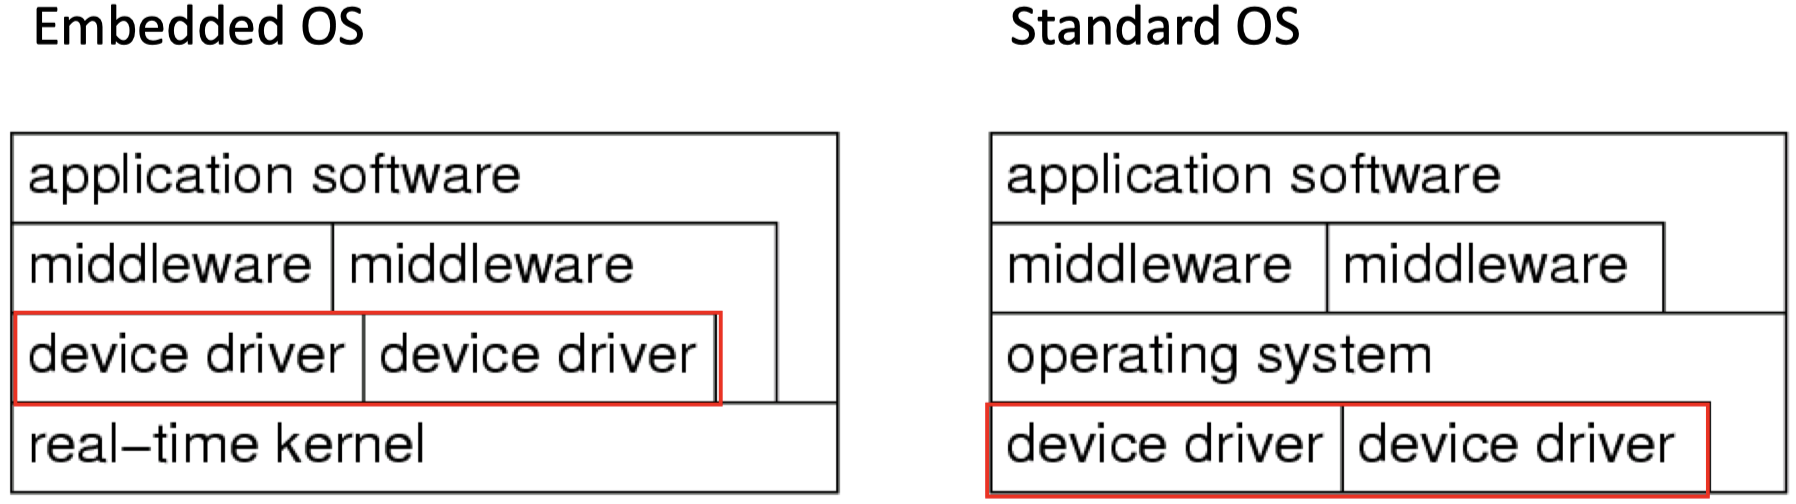 Embedded OS
application software
middleware middleware
device driver device driver
real-time kernel
Standard OS
application software
middleware middleware
operating system
device driver device driver